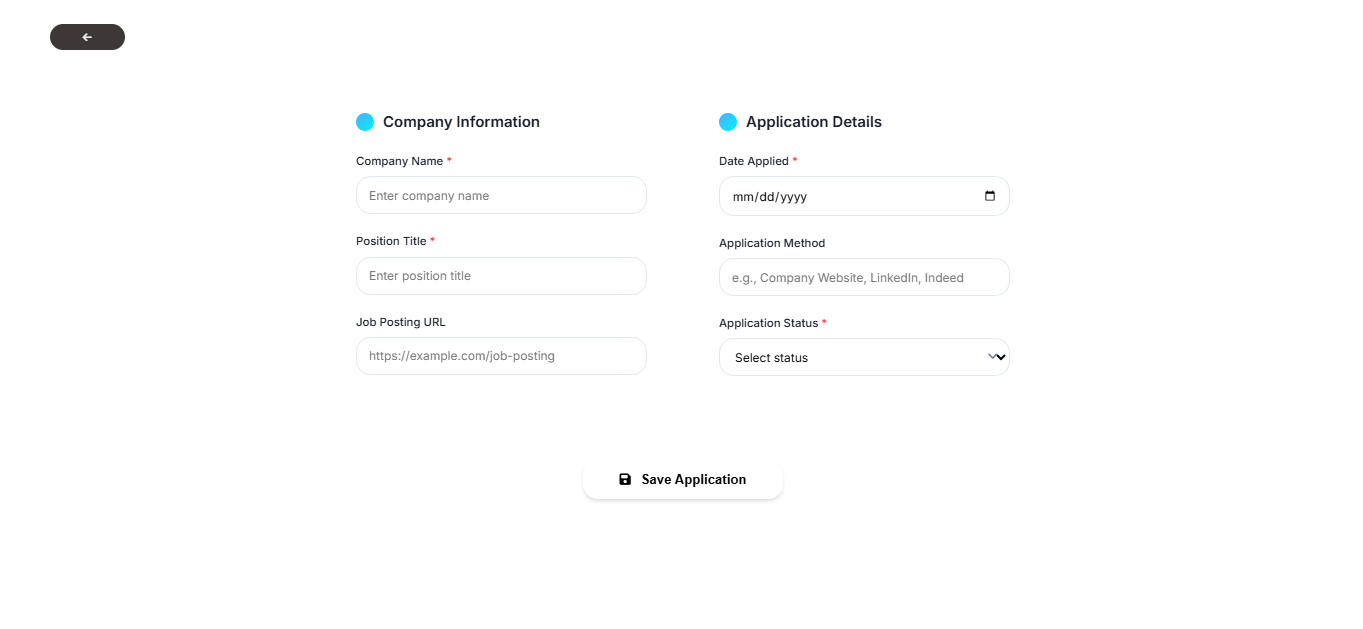 Company Information
Company Name *
Enter company name
Position Title *
Enter position title
Job Posting URL
https://example.com/job-posting
Application Details
Date Applied *
mm/dd/yyyy
Application Method
e.g., Company Website, LinkedIn, Indeed
Application Status *
Select status
Save Application